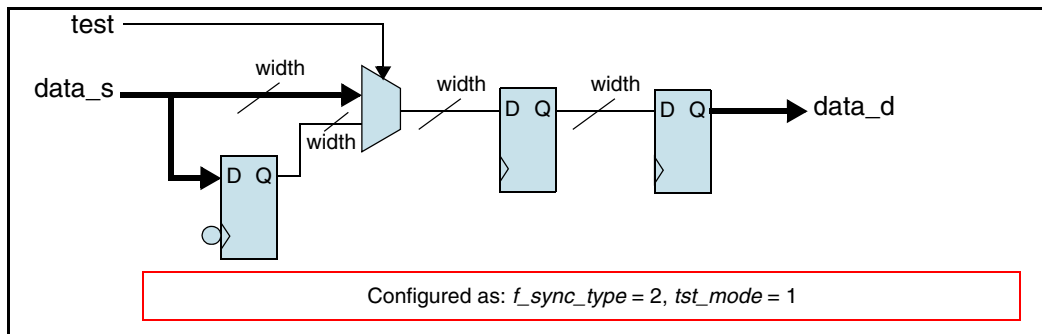 test
data_s
width
width
width
width
D Q
D Q
D Q
data_d
Configured as: f_sync_type = 2, tst_mode = 1